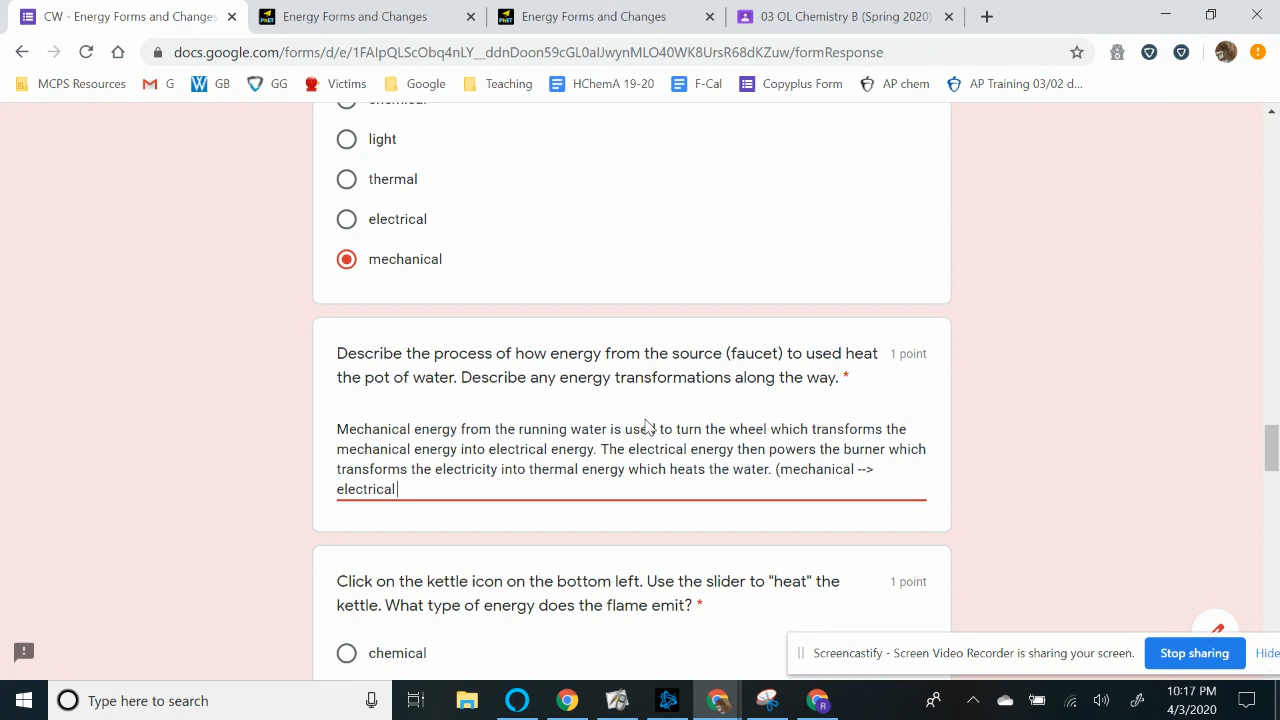 CW - Energy Forms and Changes
Energy Forms and Changes
Energy Forms and Changes
03 OL Chemistry B (Spring 2020)
docs.google.com/forms/d/e/1FAIpQLScObq4nLY__ddnDoon59cGL0aIJwynMLO40WK8UrsR68dKZuw/formResponse
MCPS Resources
G
GB
GG
Victims
Google
Teaching
HChemA 19-20
F-Cal
Copyplus Form
AP chem
AP Training 03/02 d...
chemical
light
thermal
electrical
mechanical
Describe the process of how energy from the source (faucet) to used heat
the pot of water. Describe any energy transformations along the way. *
1 point
Mechanical energy from the running water is used to turn the wheel which transforms the
mechanical energy into electrical energy. The electrical energy then powers the burner which
transforms the electricity into thermal energy which heats the water. (mechanical -->
electrical
Click on the kettle icon on the bottom left. Use the slider to "heat" the
kettle. What type of energy does the flame emit? *
1 point
chemical
Screencastify - Screen Video Recorder is sharing your screen.
Stop sharing
Hide
Type here to search
10:17 PM
4/3/2020